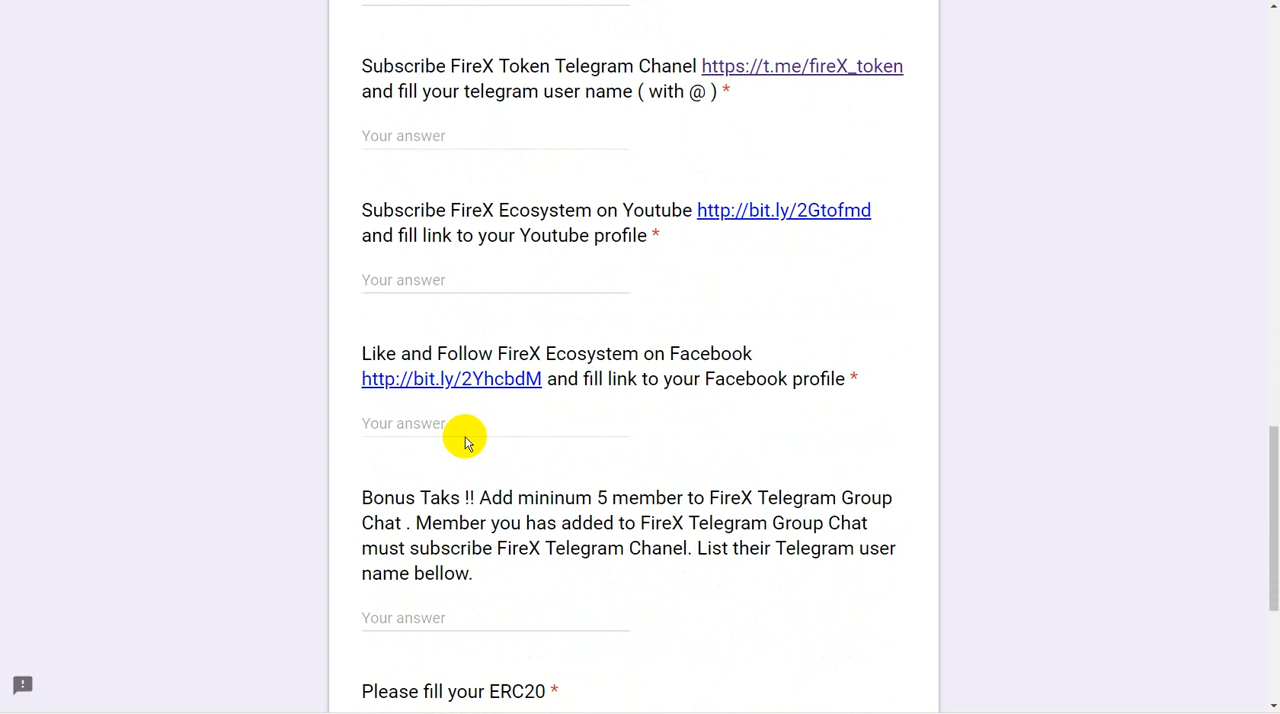 Subscribe FireX Token Telegram Chanel https://t.me/fireX_token
and fill your telegram user name ( with @ ) *
Your answer
Subscribe FireX Ecosystem on Youtube http://bit.ly/2Gtofmd
and fill link to your Youtube profile *
Your answer
Like and Follow FireX Ecosystem on Facebook
http://bit.ly/2YhcbdM and fill link to your Facebook profile *
Your answer
Bonus Taks !! Add mininum 5 member to FireX Telegram Group
Chat . Member you has added to FireX Telegram Group Chat
must subscribe FireX Telegram Chanel. List their Telegram user
name bellow.
Your answer
Please fill your ERC20 *